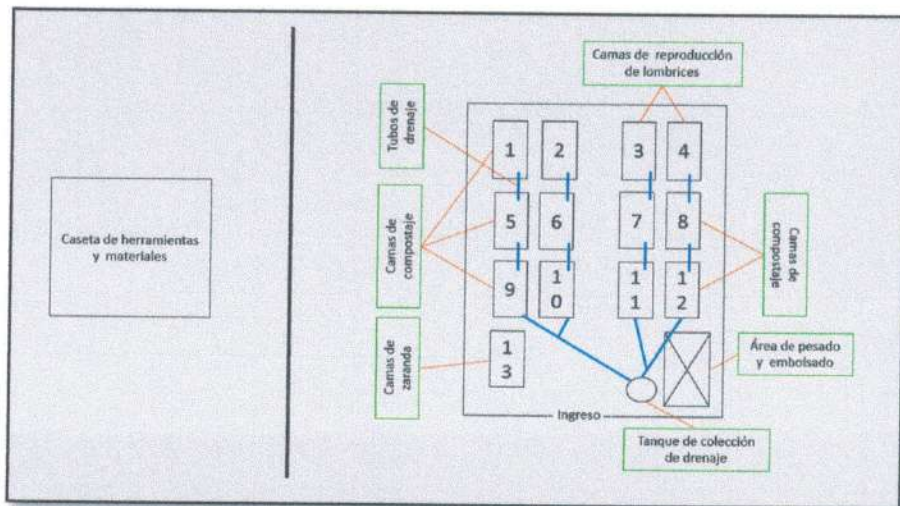 Camas de reproducción
de lombrices
Tubos de
drenaje
1
2
3
4
Camas de
compostaje
5
6
7
8
Camas de
compostaje
Caseta de herramientas
y materiales
9
1
0
1
1
1
2
Camas de
zaranda
1
3
Área de pesado
y embolsado
Ingreso
Tanque de colección
de drenaje